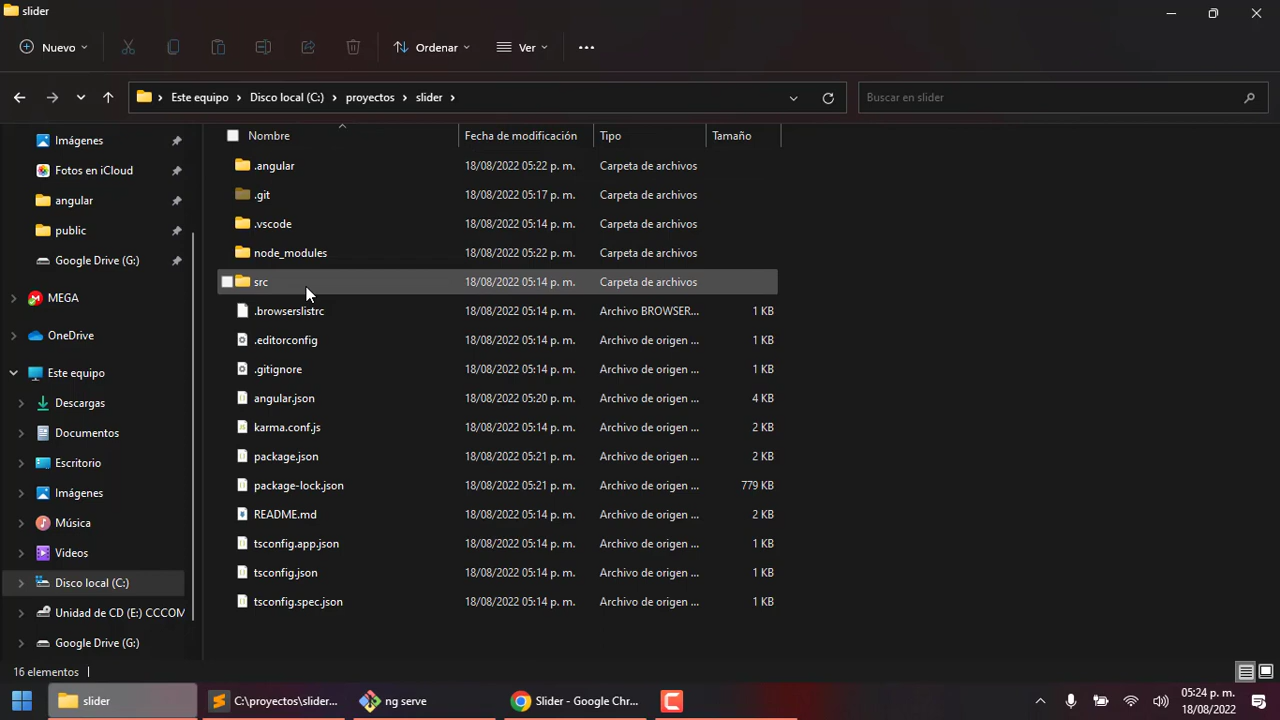 slider
Nuevo
Ordenar
Ver
Este equipo > Disco local (C:) > proyectos > slider >
Buscar en slider
Imágenes
Fotos en iCloud
angular
public
Google Drive (G:)
MEGA
OneDrive
Este equipo
Descargas
Documentos
Escritorio
Imágenes
Música
Videos
Disco local (C:)
Unidad de CD (E:) CCCOM
Google Drive (G:)
Nombre Fecha de modificación Tipo Tamaño
.angular 18/08/2022 05:22 p. m. Carpeta de archivos
.git 18/08/2022 05:17 p. m. Carpeta de archivos
.vscode 18/08/2022 05:14 p. m. Carpeta de archivos
node_modules 18/08/2022 05:22 p. m. Carpeta de archivos
src 18/08/2022 05:14 p. m. Carpeta de archivos
.browserslistrc 18/08/2022 05:14 p. m. Archivo BROWSER... 1 KB
.editorconfig 18/08/2022 05:14 p. m. Archivo de origen ... 1 KB
.gitignore 18/08/2022 05:14 p. m. Archivo de origen ... 1 KB
angular.json 18/08/2022 05:20 p. m. Archivo de origen ... 4 KB
karma.conf.js 18/08/2022 05:14 p. m. Archivo de origen ... 2 KB
package.json 18/08/2022 05:21 p. m. Archivo de origen ... 2 KB
package-lock.json 18/08/2022 05:21 p. m. Archivo de origen ... 779 KB
README.md 18/08/2022 05:14 p. m. Archivo de origen ... 2 KB
tsconfig.app.json 18/08/2022 05:14 p. m. Archivo de origen ... 1 KB
tsconfig.json 18/08/2022 05:14 p. m. Archivo de origen ... 1 KB
tsconfig.spec.json 18/08/2022 05:14 p. m. Archivo de origen ... 1 KB
16 elementos
slider
C:\proyectos\slider...
ng serve
Slider - Google Chr...
05:24 p. m.
18/08/2022